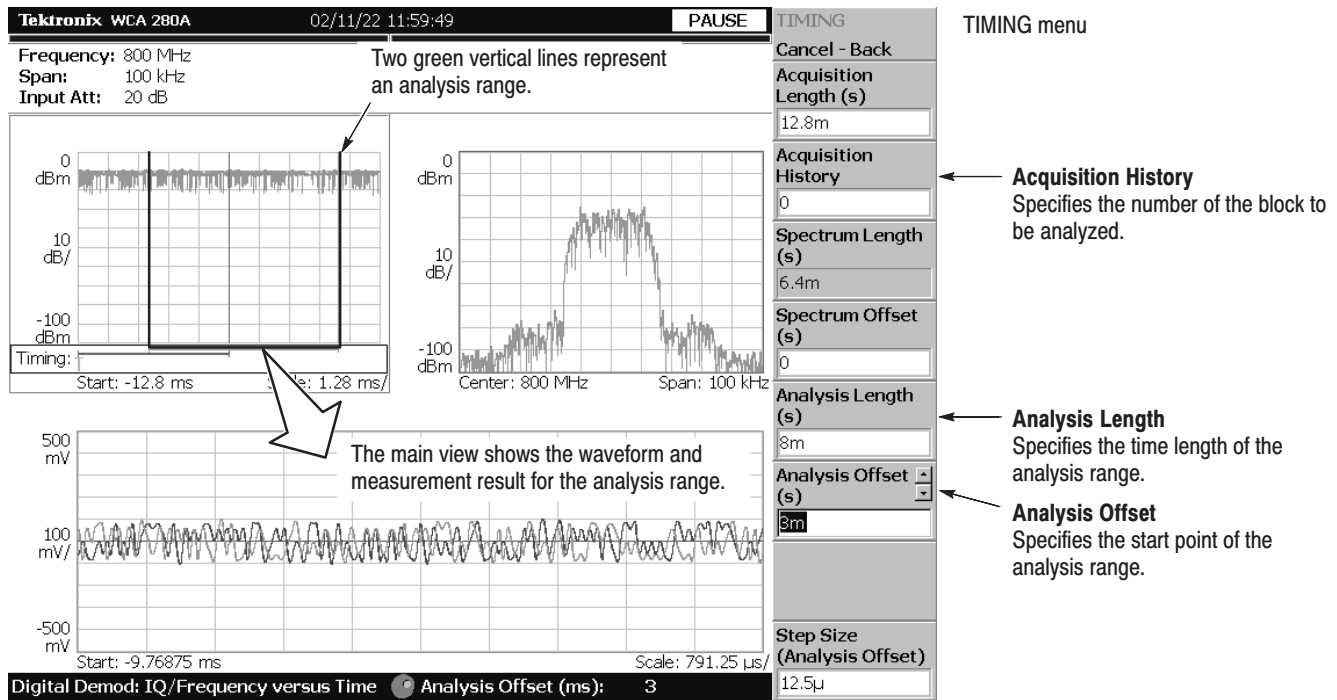 Tektronix WCA 280A 02/11/22 11:59:49 PAUSE
Frequency: 800 MHz
Span: 100 kHz
Input Att: 20 dB
Two green vertical lines represent
an analysis range.
0
dBm
10
dB/
-100
dBm
Timing:
Start: -12.8 ms
1.28 ms/
0
dBm
10
dB/
-100
dBm
Center: 800 MHz
Span: 100 kHz
The main view shows the waveform and
measurement result for the analysis range.
500
mV
100
mV/
-500
mV
Start: -9.76875 ms
Scale: 791.25 µs/
Digital Demod: IQ/Frequency versus Time Analysis Offset (ms): 3
TIMING
Cancel - Back
Acquisition
Length (s)
12.8m
Acquisition
History
0
Spectrum Length
(s)
6.4m
Spectrum Offset
(s)
0
Analysis Length
(s)
8m
Analysis Offset
(s)
3m
Step Size
(Analysis Offset)
12.5µ
TIMING menu
Acquisition History
Specifies the number of the block to
be analyzed.
Analysis Length
Specifies the time length of the
analysis range.
Analysis Offset
Specifies the start point of the
analysis range.